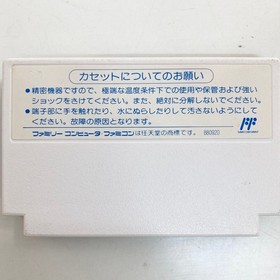 カセットについてのお願い
●精密機器ですので、極端な温度条件下での使用や保管および強い
ショックをさけてください。また、絶対に分解しないでください。
●端子部に手を触れたり、水にぬらしたりして汚さないようにして
ください。故障の原因となります。
ファミリーコンピュータ・ファミコンは任天堂の商標です。 880920